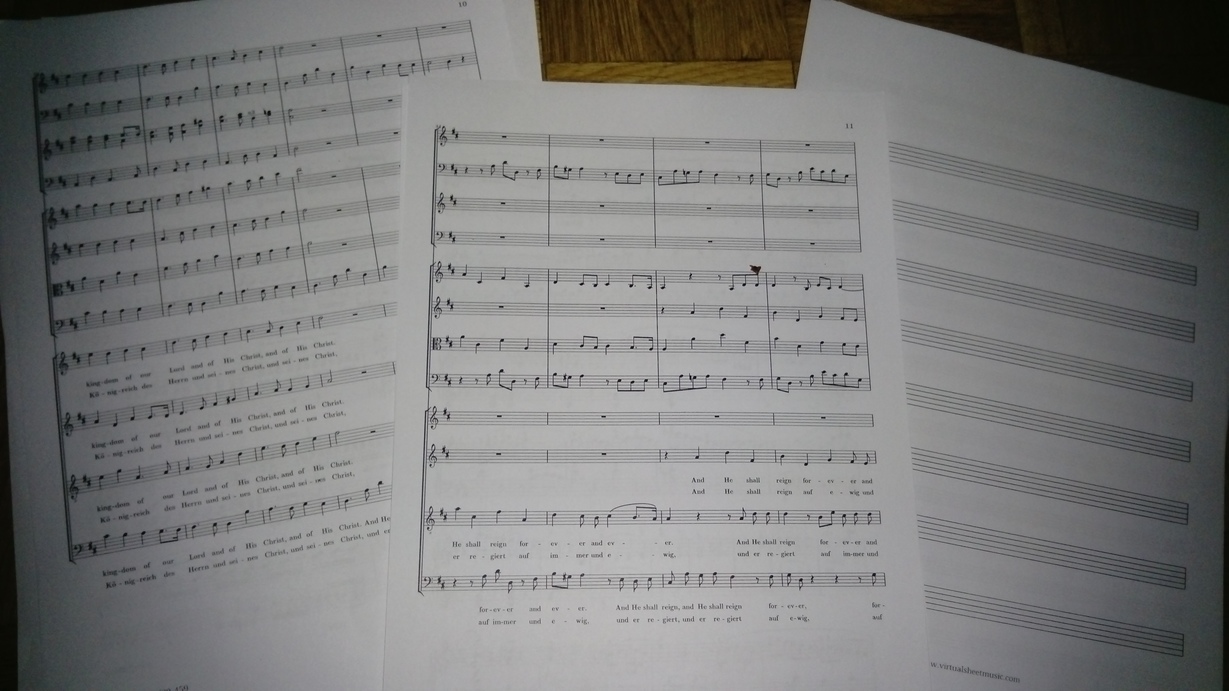 10
king-dom of our Lord and of His Christ, and of His Christ.
Kö - nig-reich des Herrn und sei - nes Christ, und sei - nes Christ,
king-dom of our Lord and of His Christ, and of His Christ.
Kö - nig-reich des Herrn und sei - nes Christ, und sei - nes Christ,
king-dom of our Lord and of His Christ, and of His Christ.
Kö - nig-reich des Herrn und sei - nes Christ, und sei - nes Christ,
king-dom of our Lord and of His Christ, and of His Christ. And He
Kö - nig-reich des Herrn und sei - nes Christ, und sei - nes Christ, und er
11
And He shall reign for - ev - er and
And He shall reign auf e - wig und
He shall reign for - ev - er and ev - er. And He shall reign for - ev - er and
er re - giert auf im - mer und e - wig, und er re - giert auf im-mer und
for - ev - er and ev - er. And He shall reign, and He shall reign for - ev-er, for -
auf im-mer und e - wig, und er re - giert, und er re - giert auf e-wig, auf
w.virtualsheetmusic.com